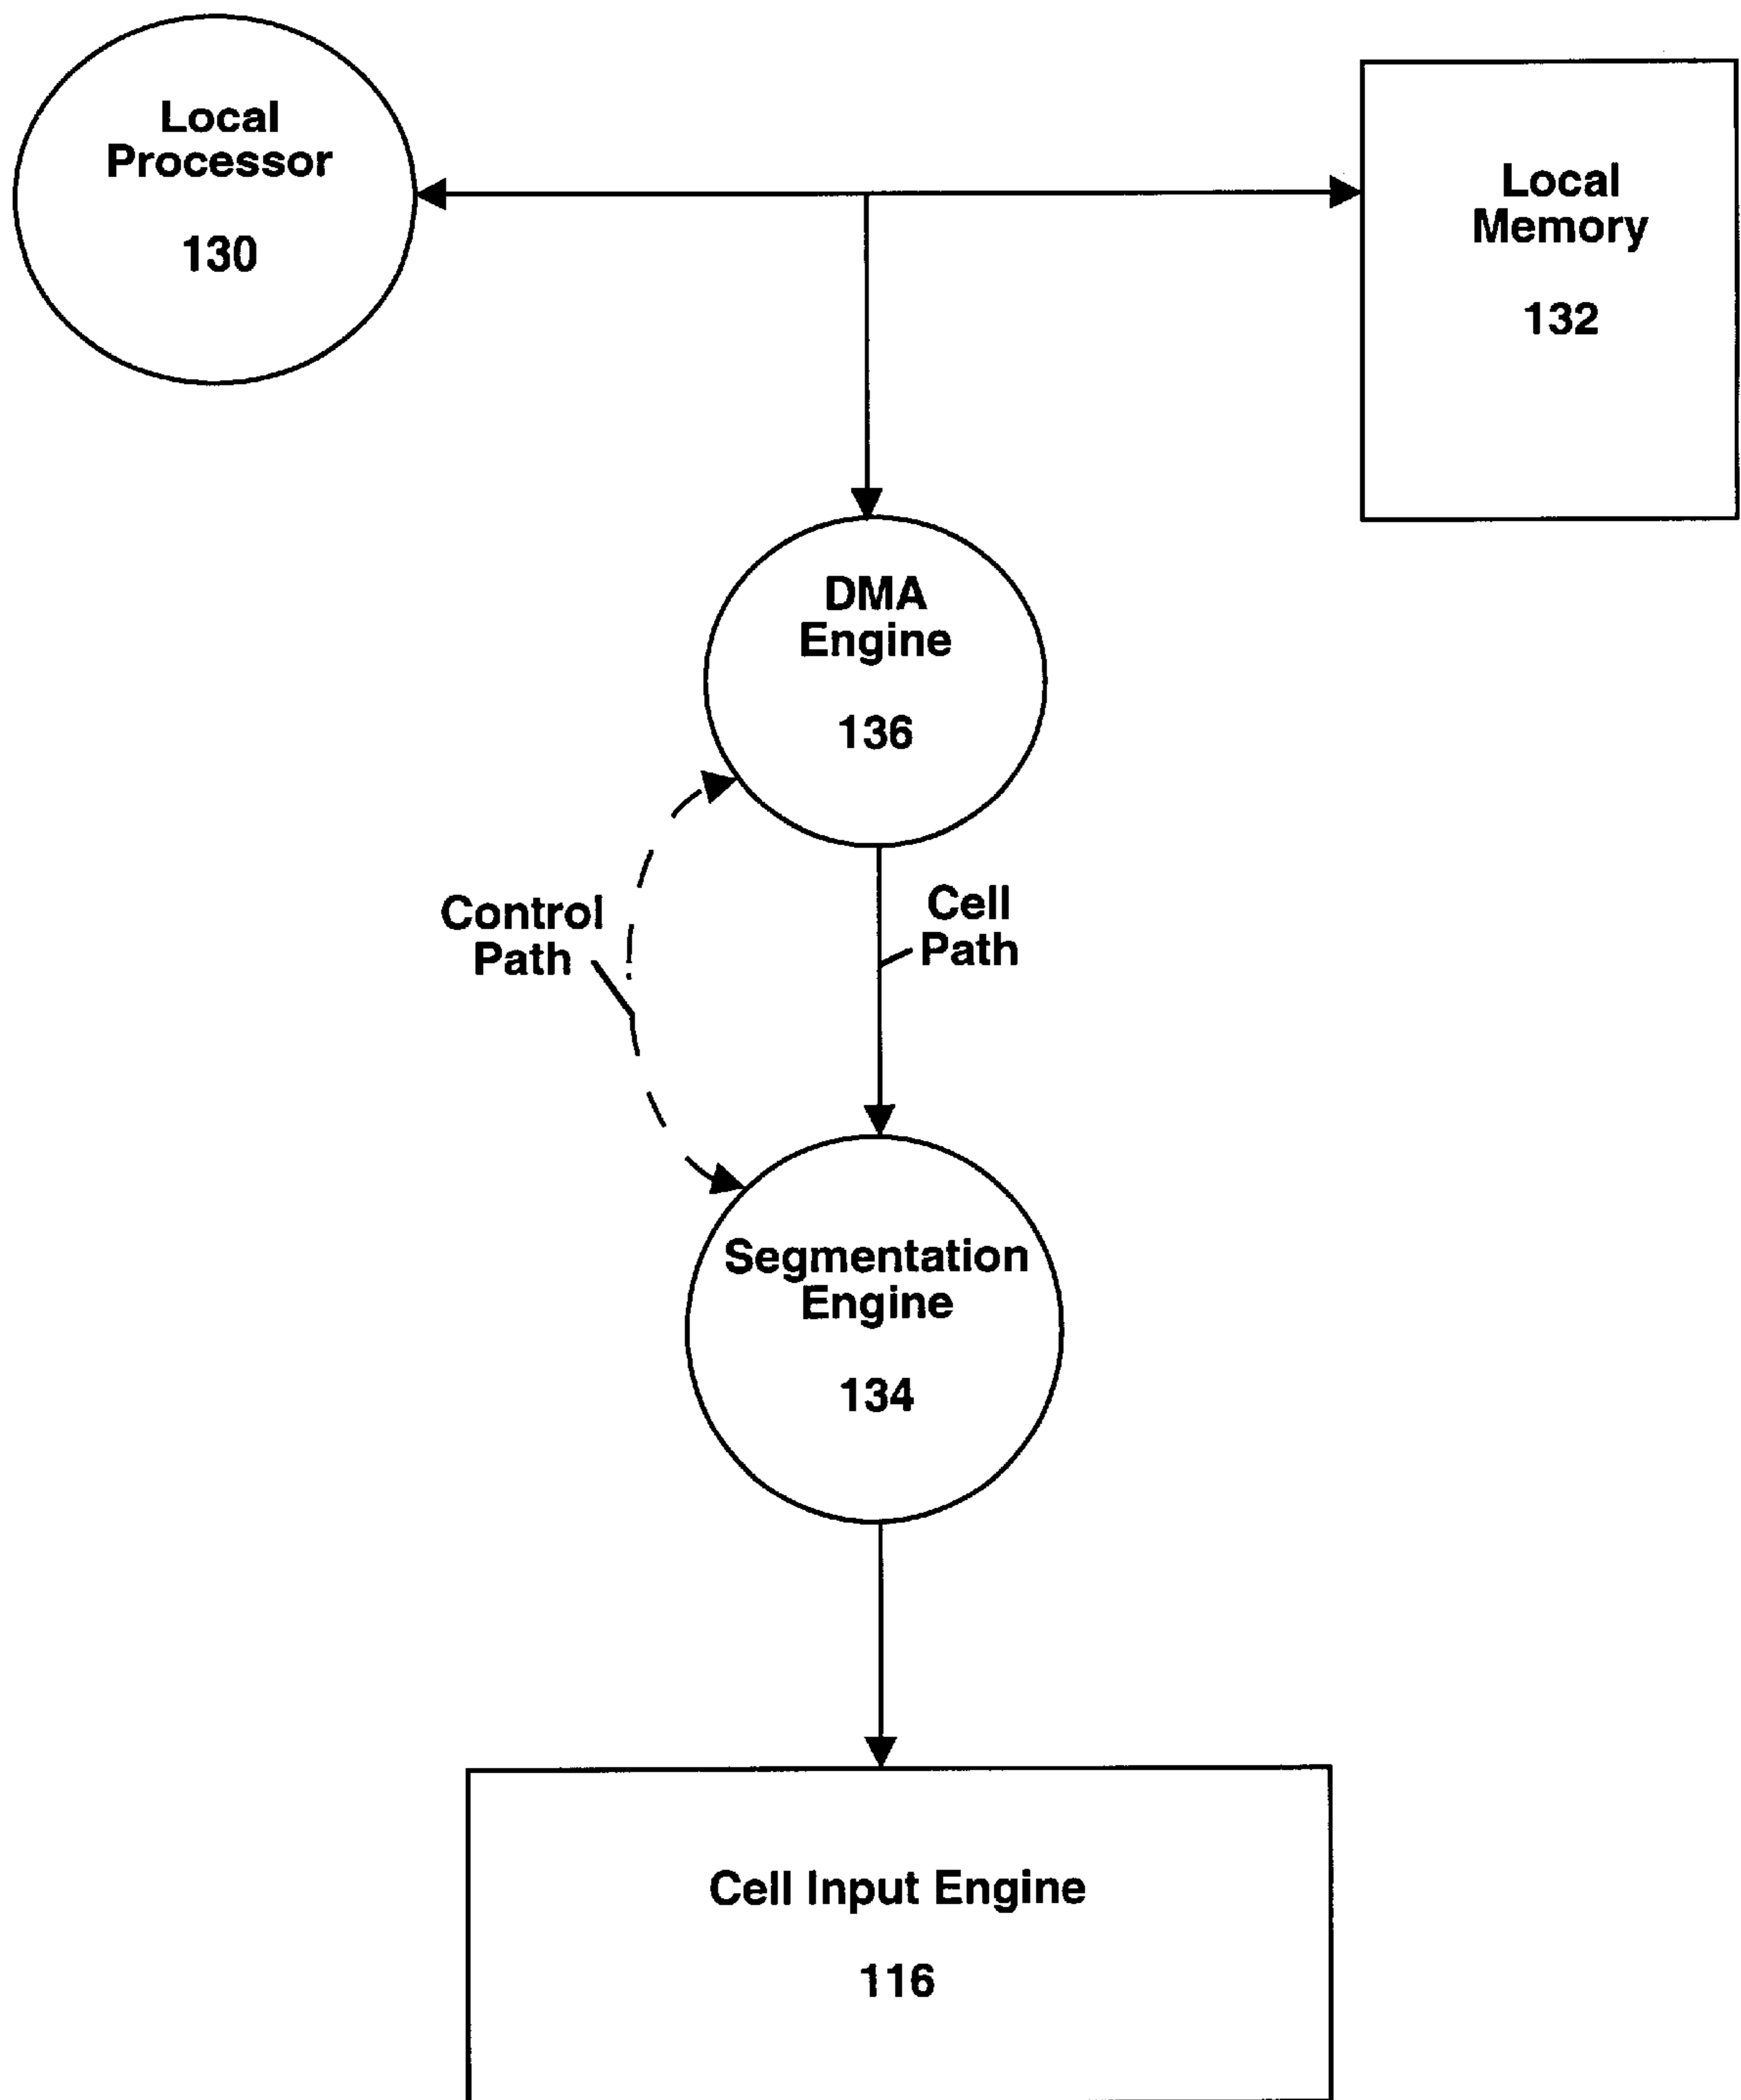 Local
Processor
130
Local
Memory
132
DMA
Engine
136
Control
Path
Cell
Path
Segmentation
Engine
134
Cell Input Engine
116